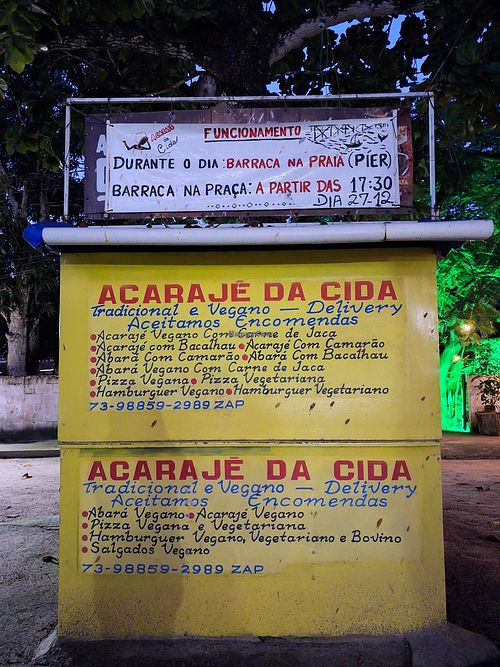 Acarajé da Cida!
FUNCIONAMENTO
DURANTE O DIA: BARRACA NA PRAIA (PÍER)
BARRACA NA PRAÇA: A PARTIR DAS 17:30
DIA 27-12
ACARAJÉ DA CIDA
Tradicional e Vegano — Delivery
Aceitamos Encomendas
Acarajé Vegano Com Carne de Jaca
Acarajé com Bacalhau • Acarajé Com Camarão
Abará Com Camarão • Abará Com Bacalhau
Abará Vegano Com Carne de Jaca
Pizza Vegana • Pizza Vegetariana
Hamburguer Vegano • Hamburguer Vegetariano
73-98859-2989 ZAP
ACARAJÉ DA CIDA
Tradicional e Vegano — Delivery
Aceitamos Encomendas
Abará Vegano • Acarajé Vegano
Pizza Vegana e Vegetariana
Hamburguer Vegano, Vegetariano e Bovino
Salgados Vegano
73-98859-2989 ZAP